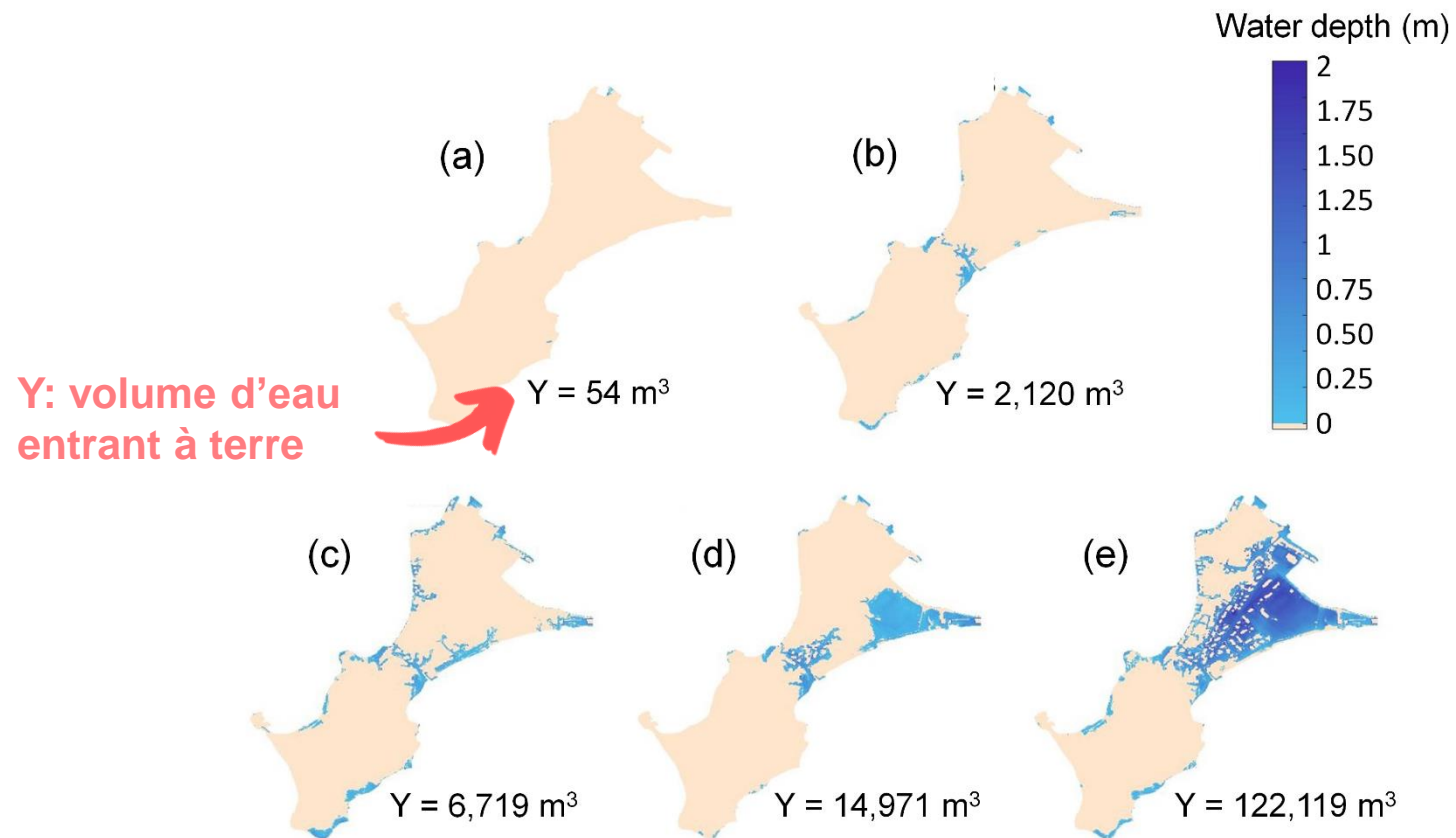 Water depth (m)
2
1.75
1.50
1.25
1
0.75
0.50
0.25
0
(a)
Y = 54 m³
(b)
Y = 2,120 m³
Y: volume d’eau
entrant à terre
(c)
Y = 6,719 m³
(d)
Y = 14,971 m³
(e)
Y = 122,119 m³